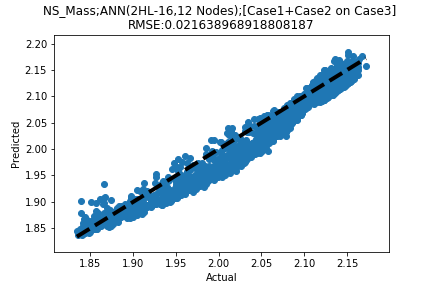 NS_Mass;ANN(2HL-16,12 Nodes);[Case1+Case2 on Case3]
RMSE:0.021638968918808187
2.20
2.15
2.10
2.05
2.00
1.95
1.90
1.85
Predicted
1.85 1.90 1.95 2.00 2.05 2.10 2.15
Actual